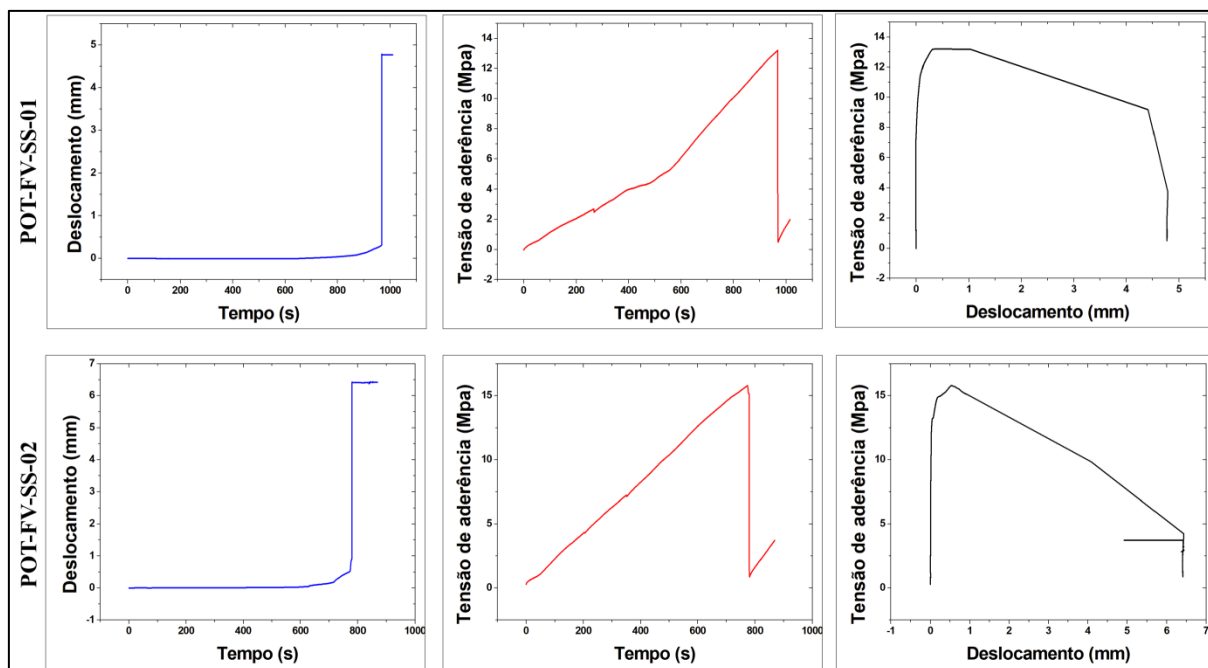 POT-FV-SS-01
Deslocamento (mm)
5
4
3
2
1
0
0 200 400 600 800 1000
Tempo (s)
Tensão de aderência (Mpa)
14
12
10
8
6
4
2
0
-2
0 200 400 600 800 1000
Tempo (s)
Tensão de aderência (Mpa)
14
12
10
8
6
4
2
0
-2
0 1 2 3 4 5
Deslocamento (mm)
POT-FV-SS-02
Deslocamento (mm)
7
6
5
4
3
2
1
0
-1
0 200 400 600 800 1000
Tempo (s)
Tensão de aderência (Mpa)
15
10
5
0
0 200 400 600 800 1000
Tempo (s)
Tensão de aderência (Mpa)
15
10
5
0
-1 0 1 2 3 4 5 6 7
Deslocamento (mm)